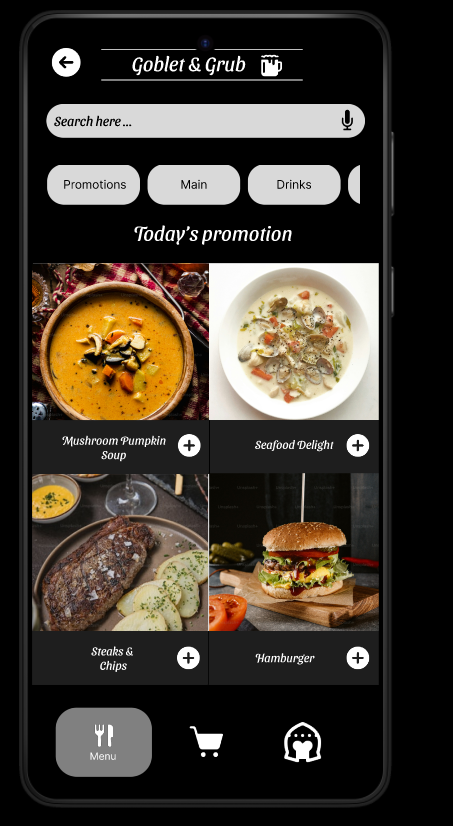 Goblet & Grub
Search here ...
Promotions
Main
Drinks
Today's promotion
Mushroom Pumpkin
Soup
Seafood Delight
Steaks &
Chips
Hamburger
Menu